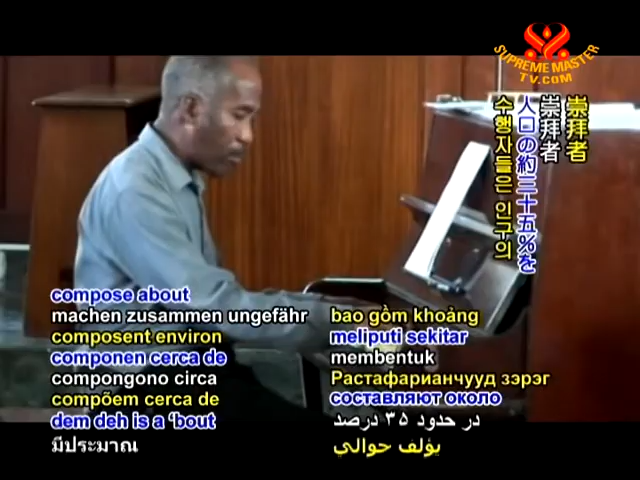 SUPREME MASTER
TV.COM
崇拜者
崇拜者
人口の約三十五%を
수행자들은 인구의
compose about
machen zusammen ungefähr
composent environ
componen cerca de
compongono circa
compõem cerca de
dem deh is a 'bout
มีประมาณ
bao gồm khoảng
meliputi sekitar
membentuk
Растафарианчууд зэрэг
составляют около
در حدود ۳۵ درصد
يؤلف حوالي